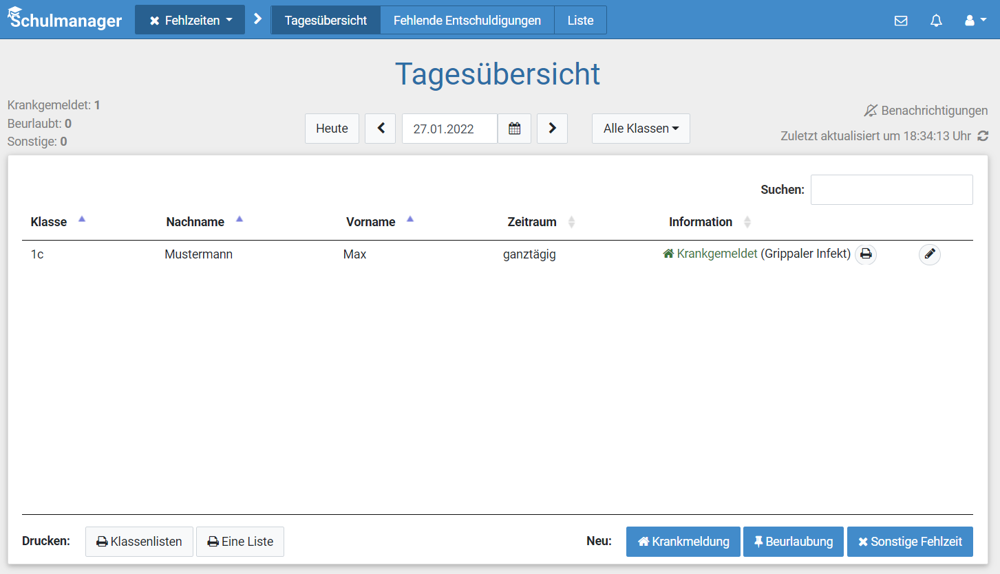 Schulmanager
Fehlzeiten
Tagesübersicht
Fehlende Entschuldigungen
Liste
Tagesübersicht
Krankgemeldet: 1
Beurlaubt: 0
Sonstige: 0
Heute
27.01.2022
Alle Klassen
Benachrichtigungen
Zuletzt aktualisiert um 18:34:13 Uhr
Suchen:
Klasse Nachname Vorname Zeitraum Information
1c Mustermann Max ganztägig Krankgemeldet (Grippaler Infekt)
Drucken: Klassenlisten Eine Liste
Neu: Krankmeldung Beurlaubung Sonstige Fehlzeit